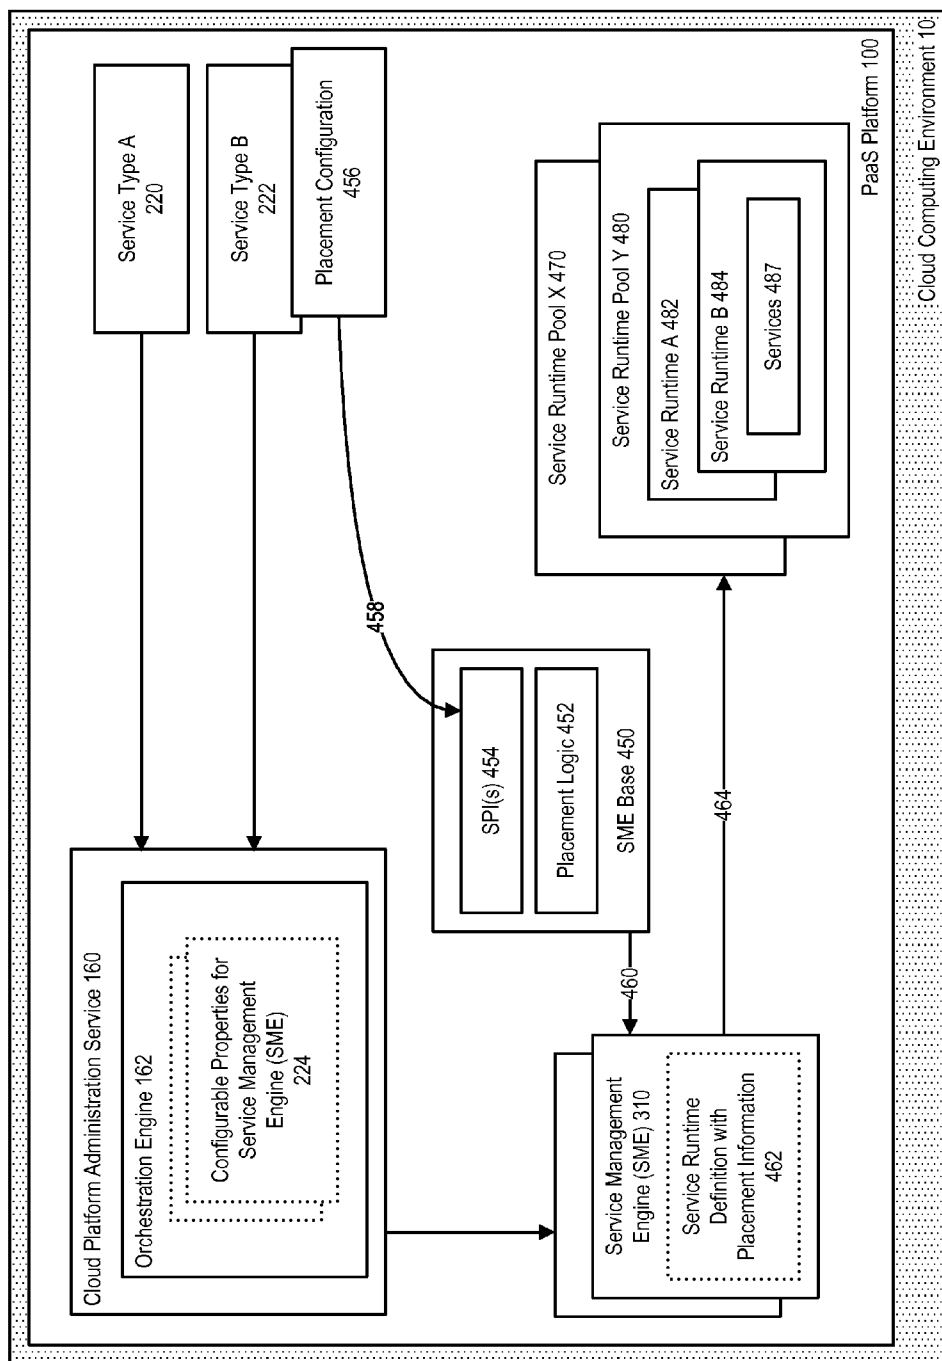 Cloud Platform Administration Service 160
Orchestration Engine 162
Configurable Properties for
Service Management
Engine (SME)
224
Service Type A
220
Service Type B
222
Placement Configuration
456
458
SPI(s) 454
Placement Logic 452
SME Base 450
460
Service Management
Engine (SME) 310
Service Runtime
Definition with
Placement Information
462
464
Service Runtime Pool X 470
Service Runtime Pool Y 480
Service Runtime A 482
Service Runtime B 484
Services 487
PaaS Platform 100
Cloud Computing Environment 10